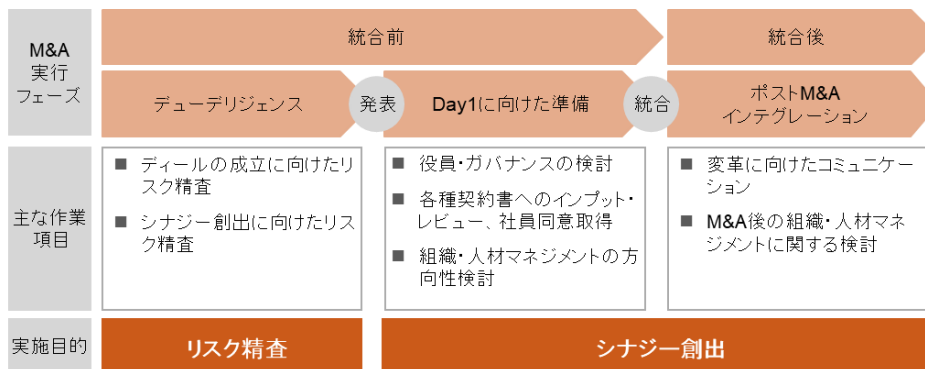 M&A
実行
フェーズ
統合前
統合後
デューデリジェンス
発表
Day1に向けた準備
統合
ポストM&A
インテグレーション
主な作業
項目
■ ディールの成立に向けたリ
スク精査
■ シナジー創出に向けたリス
ク精査
■ 役員・ガバナンスの検討
■ 各種契約書へのインプット・
レビュー、社員同意取得
■ 組織・人材マネジメントの方
向性検討
■ 変革に向けたコミュニケー
ション
■ M&A後の組織・人材マネ
ジメントに関する検討
実施目的
リスク精査
シナジー創出